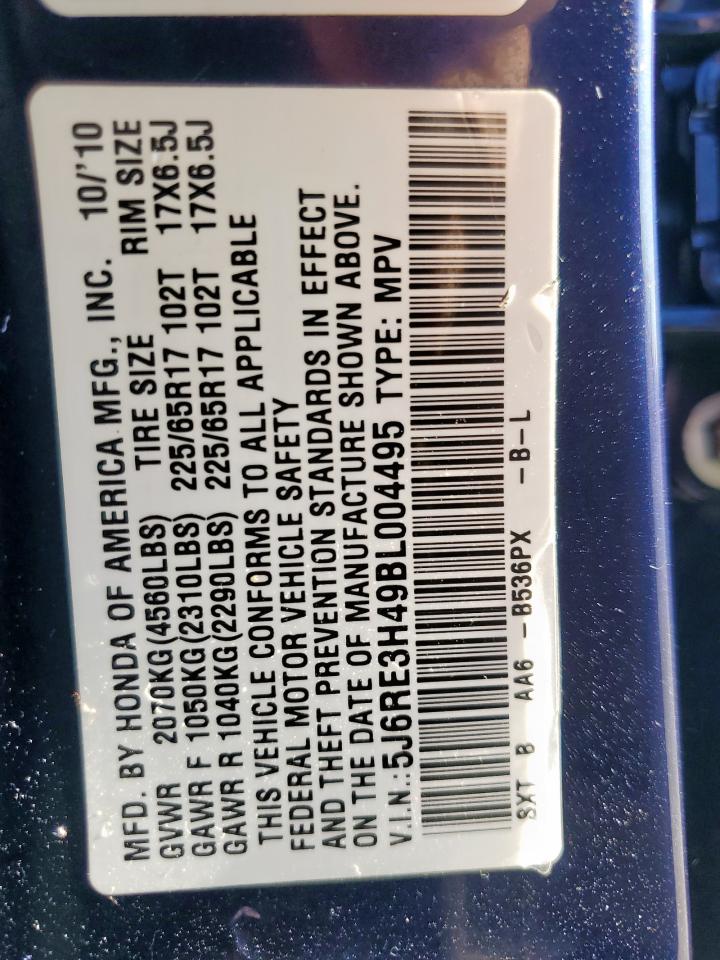 MFD. BY HONDA OF AMERICA MFG., INC. 10/'10
GVWR 2070KG(4560LBS) TIRE SIZE RIM SIZE
GAWR F 1050KG(2310LBS) 225/65R17 102T 17X6.5J
GAWR R 1040KG(2290LBS) 225/65R17 102T 17X6.5J
THIS VEHICLE CONFORMS TO ALL APPLICABLE
FEDERAL MOTOR VEHICLE SAFETY
AND THEFT PREVENTION STANDARDS IN EFFECT
ON THE DATE OF MANUFACTURE SHOWN ABOVE.
V.I.N.:5J6RE3H49BL004495 TYPE: MPV
SXT 8 AA6 -B536PX -B-L